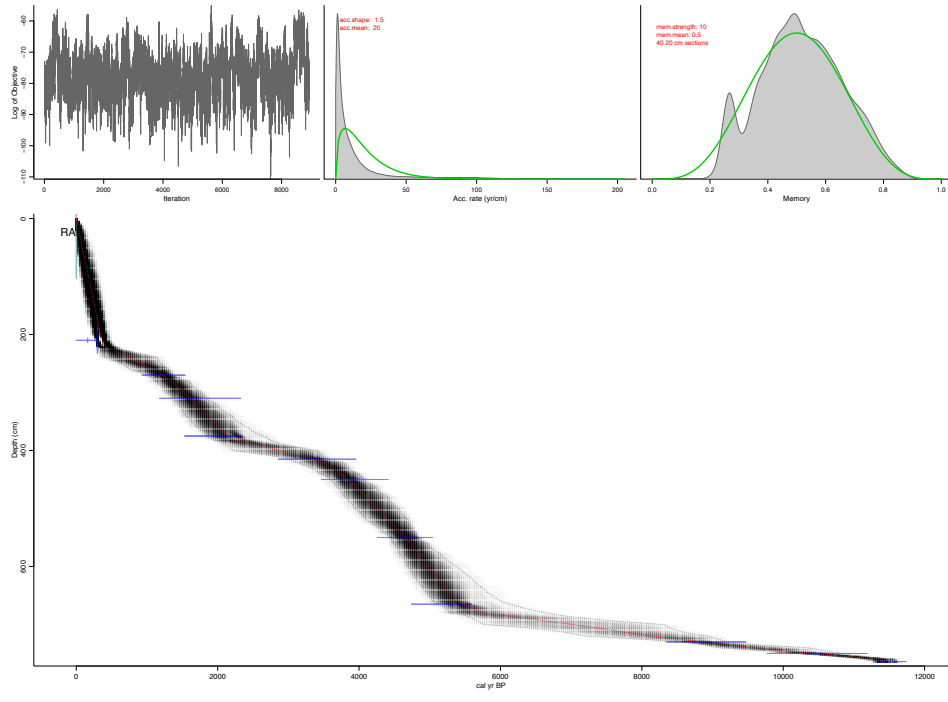 −60
−70
−80
−90
−100
−110
Log of Objective
0 2000 4000 6000 8000
Iteration
acc.shape: 1.5
acc.mean: 20
0 50 100 150 200
Acc. rate (yr/cm)
mem.strength: 10
mem.mean: 0.5
40 20 cm sections
0.0 0.2 0.4 0.6 0.8 1.0
Memory
RA
0
200
400
600
Depth (cm)
0 2000 4000 6000 8000 10000 12000
cal yr BP